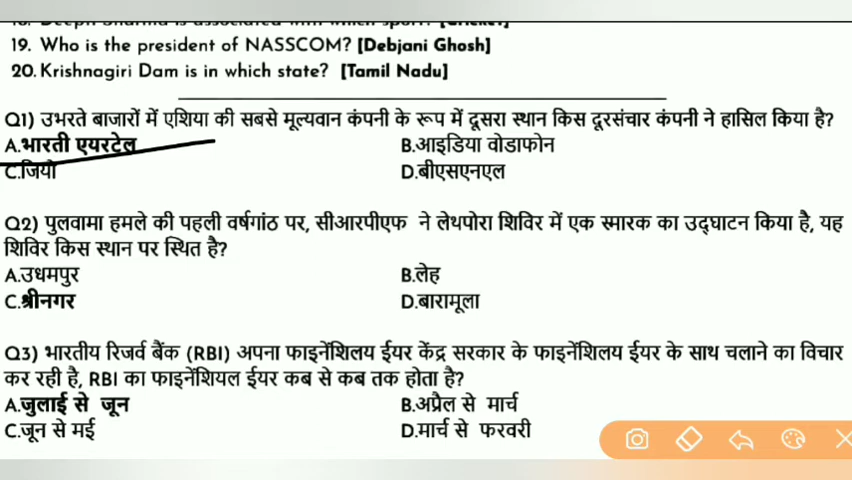 19. Who is the president of NASSCOM? [Debjani Ghosh]
20. Krishnagiri Dam is in which state? [Tamil Nadu]
Q1) उभरते बाजारों में एशिया की सबसे मूल्यवान कंपनी के रूप में दूसरा स्थान किस दूरसंचार कंपनी ने हासिल किया है?
A.भारती एयरटेल B.आइडिया वोडाफोन
C.जियो D.बीएसएनएल
Q2) पुलवामा हमले की पहली वर्षगांठ पर, सीआरपीएफ ने लेथपोरा शिविर में एक स्मारक का उद्घाटन किया है, यह
शिविर किस स्थान पर स्थित है?
A.उधमपुर B.लेह
C.श्रीनगर D.बारामूला
Q3) भारतीय रिजर्व बैंक (RBI) अपना फाइनेंशिलय ईयर केंद्र सरकार के फाइनेंशिलय ईयर के साथ चलाने का विचार
कर रही है, RBI का फाइनेंशियल ईयर कब से कब तक होता है?
A.जुलाई से जून B.अप्रैल से मार्च
C.जून से मई D.मार्च से फरवरी